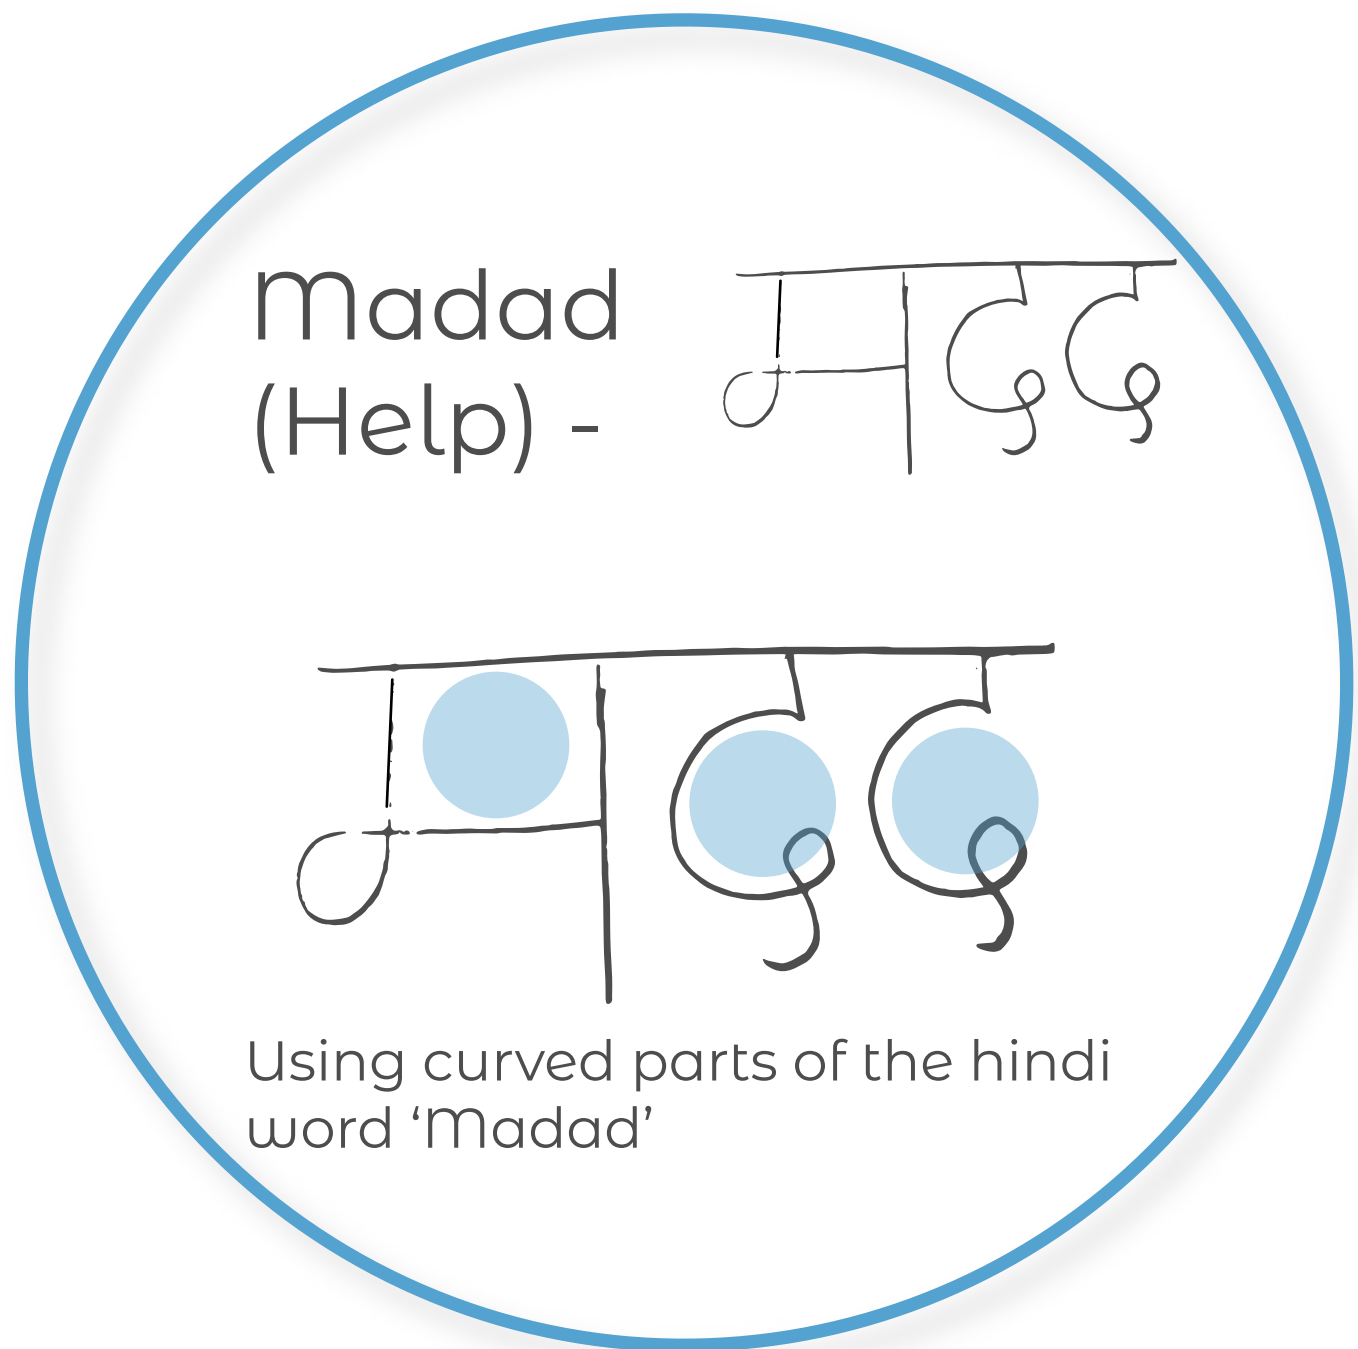 Madad
(Help) - मदद
मदद
Using curved parts of the hindi
word ‘Madad’